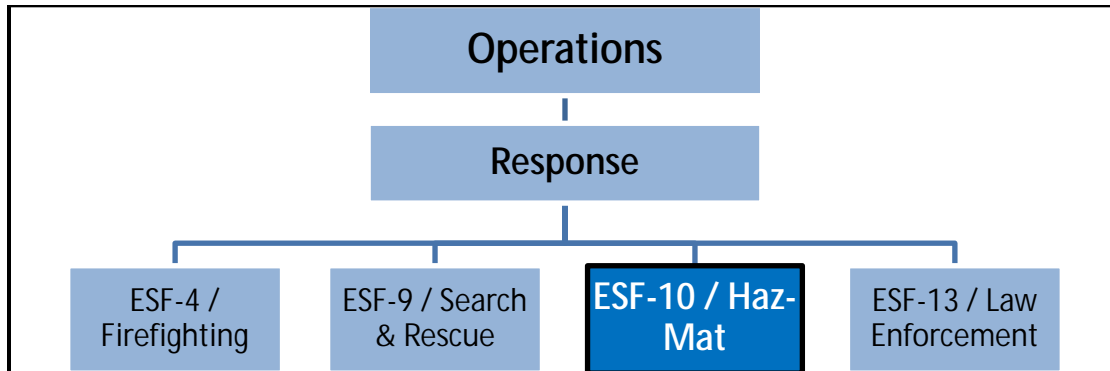 Operations
Response
ESF-4 /
Firefighting
ESF-9 / Search
& Rescue
ESF-10 / Haz-
Mat
ESF-13 / Law
Enforcement